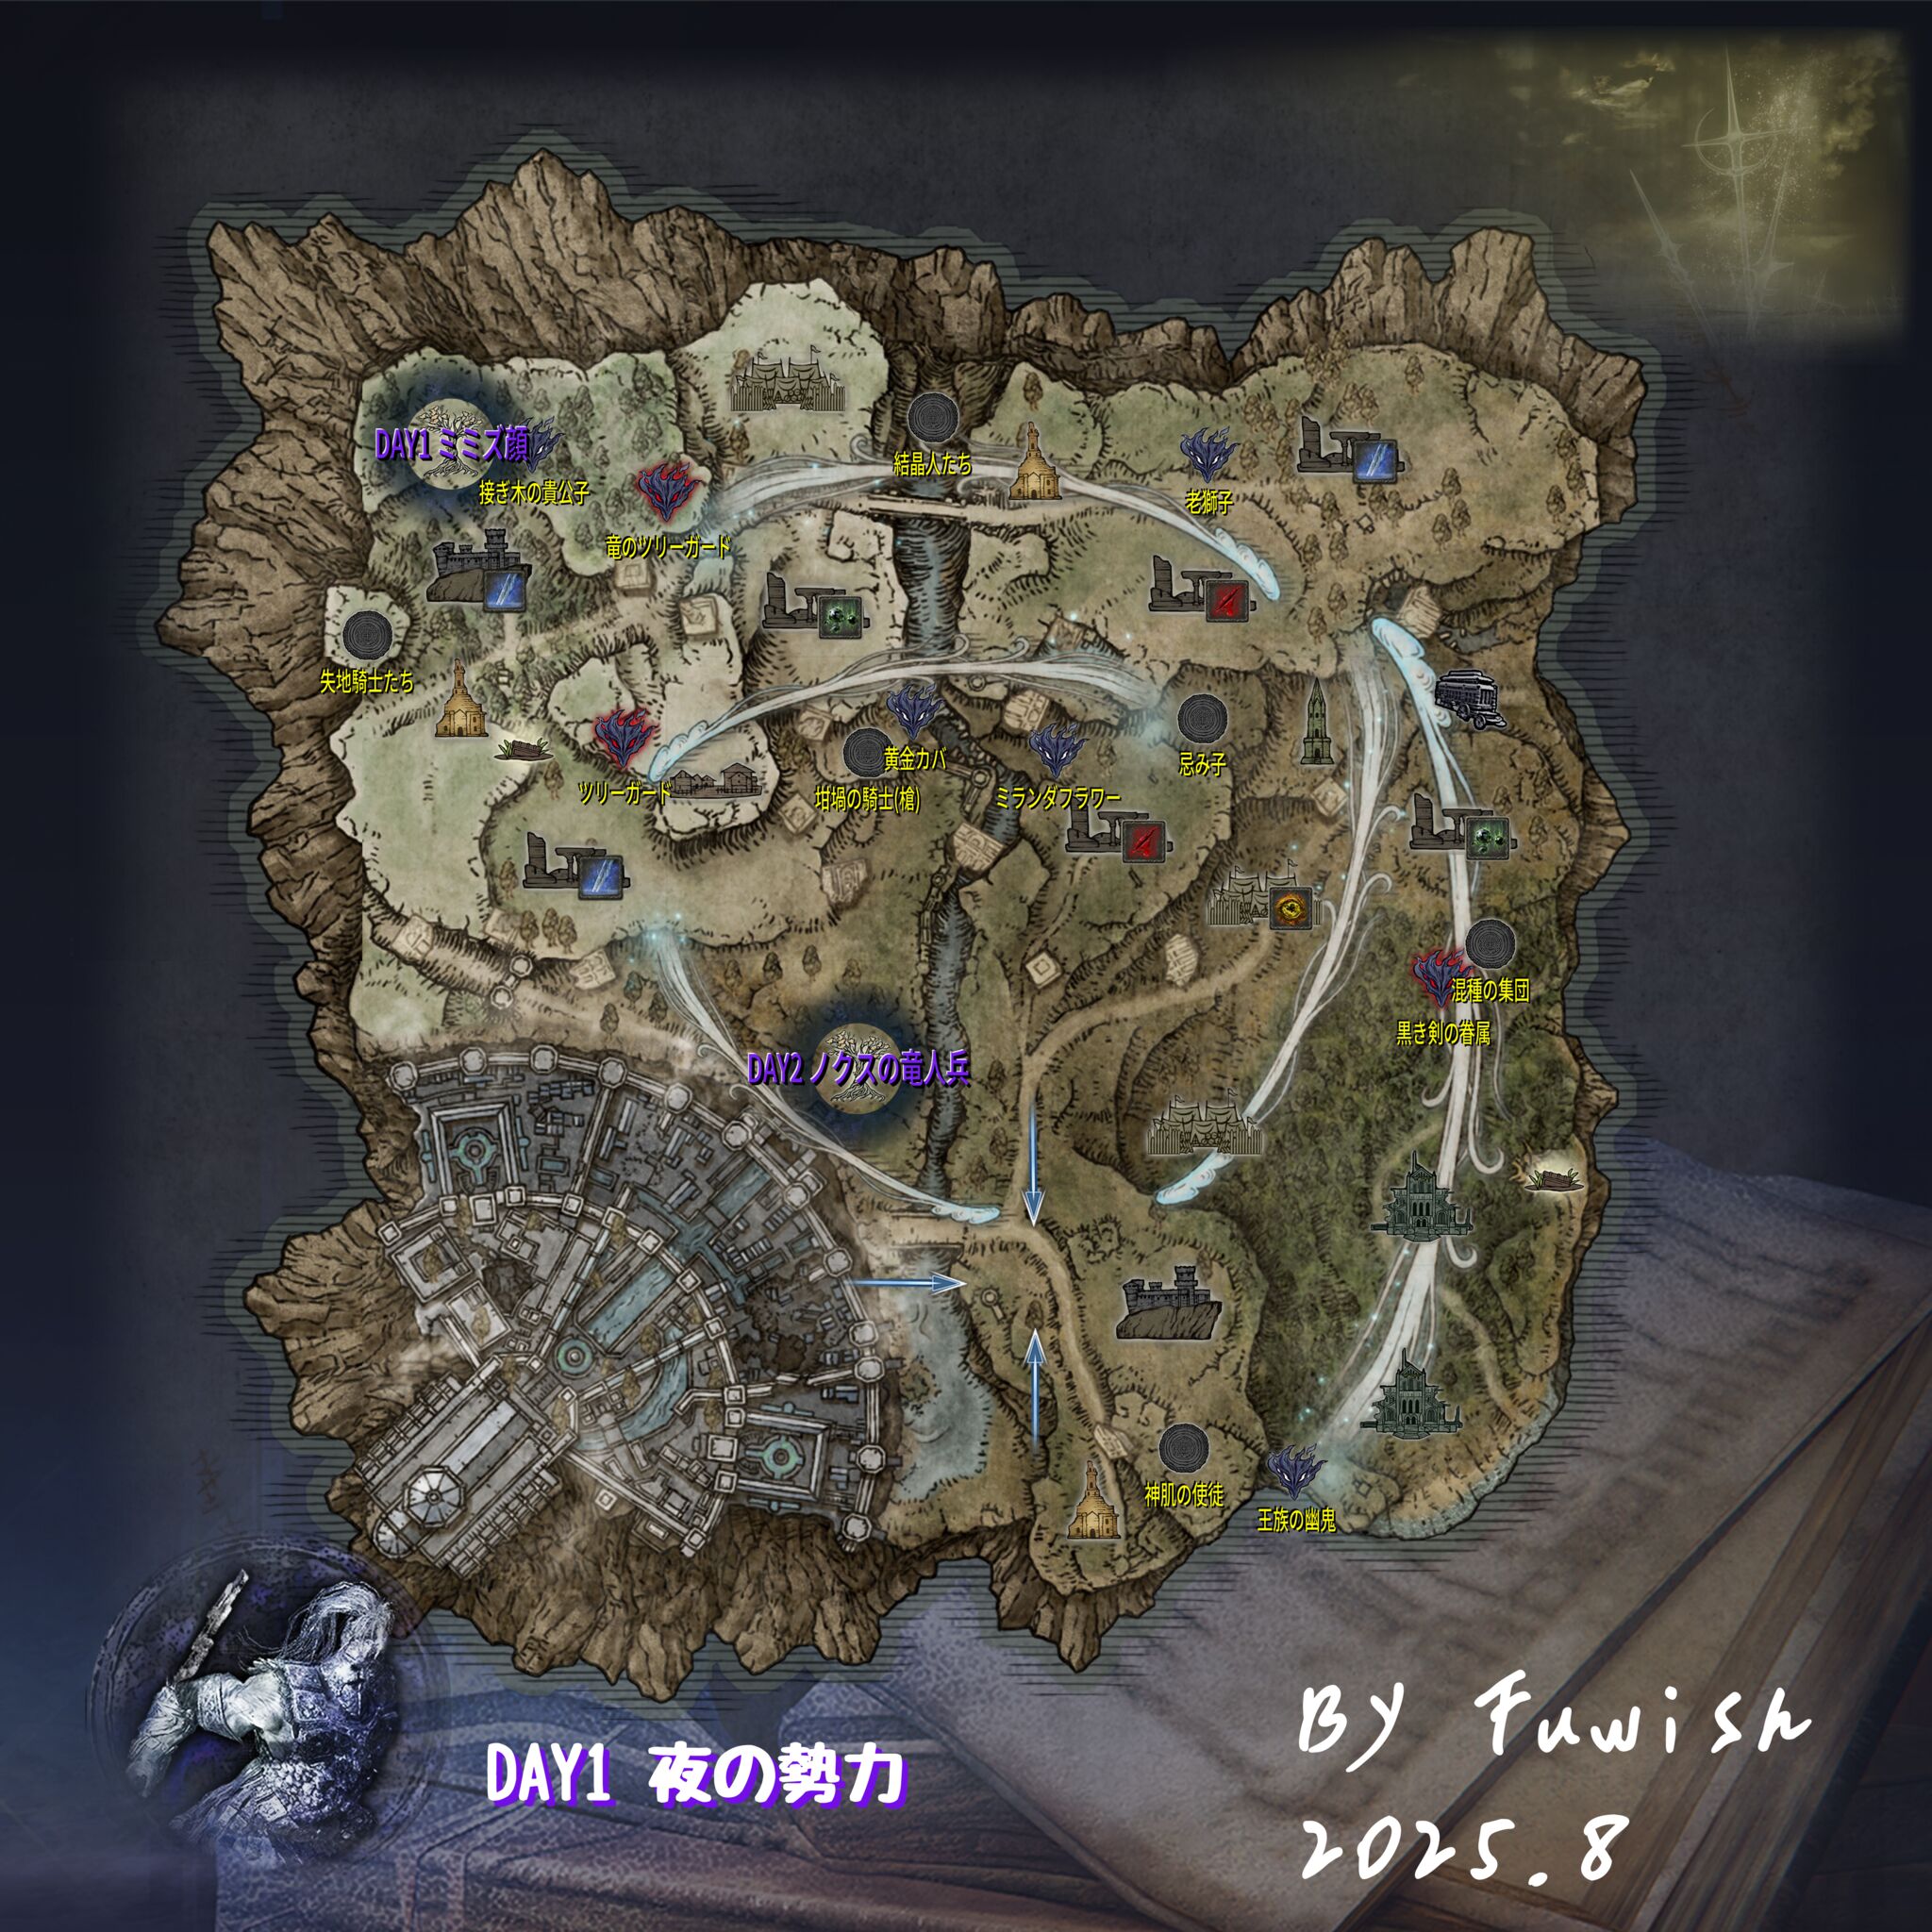 結晶人たち
DAY1 ミミズ顔
接ぎ木の貴公子
老獅子
竜のツリーガード
失地騎士たち
黄金カバ
忌み子
ツリーガード
坩堝の騎士(槍)
ミランダフラワー
混種の集団
黒き剣の眷属
DAY2 ノクスの竜人兵
神肌の使徒
王族の幽鬼
DAY1 夜の勢力
BY Fuwish
2025.8